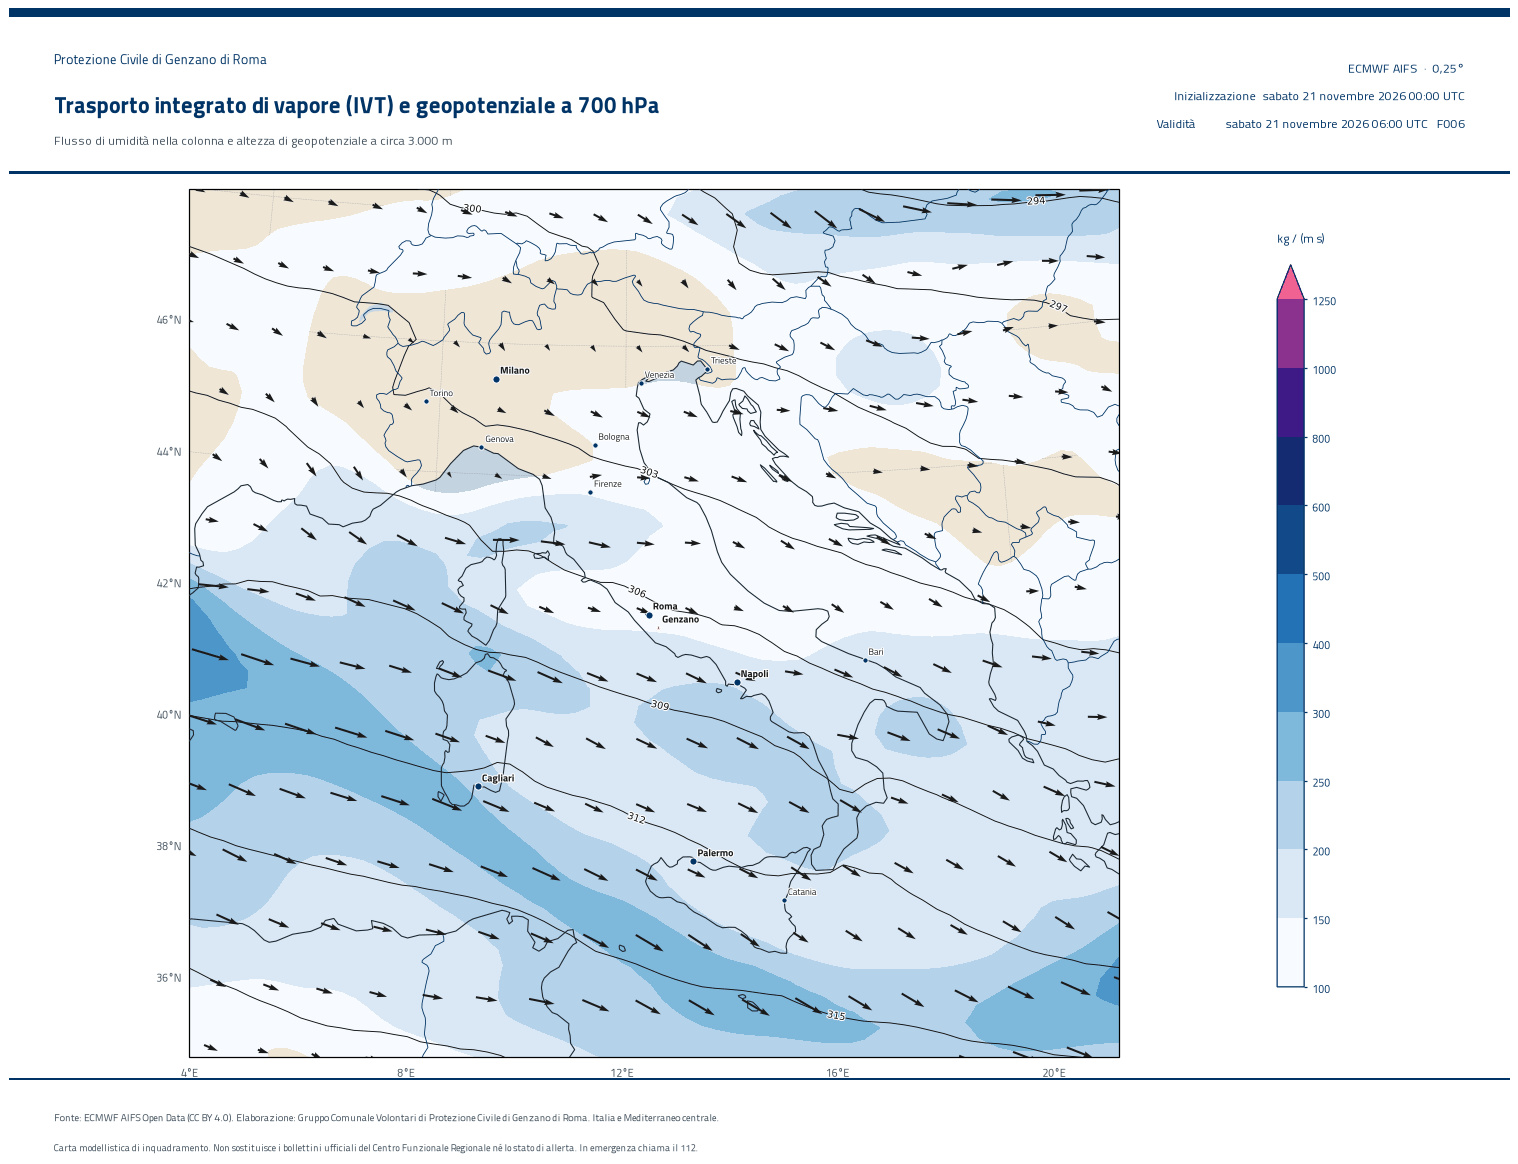 Protezione Civile di Genzano di Roma
ECMWF AIFS · 0,25°
Trasporto integrato di vapore (IVT) e geopotenziale a 700 hPa
Inizializzazione sabato 21 novembre 2026 00:00 UTC
Flusso di umidità nella colonna e altezza di geopotenziale a circa 3.000 m
Validità sabato 21 novembre 2026 06:00 UTC F006
kg / (m s)
1250
1000
800
600
500
400
300
250
200
150
100
46°N
44°N
42°N
40°N
38°N
36°N
4°E
8°E
12°E
16°E
20°E
300
294
297
303
306
309
312
315
Milano
Torino
Venezia
Trieste
Genova
Bologna
Firenze
Roma
Genzano
Napoli
Bari
Cagliari
Palermo
Catania
Fonte: ECMWF AIFS Open Data (CC BY 4.0). Elaborazione: Gruppo Comunale Volontari di Protezione Civile di Genzano di Roma. Italia e Mediterraneo centrale.
Carta modellistica di inquadramento. Non sostituisce i bollettini ufficiali del Centro Funzionale Regionale né lo stato di allerta. In emergenza chiama il 112.